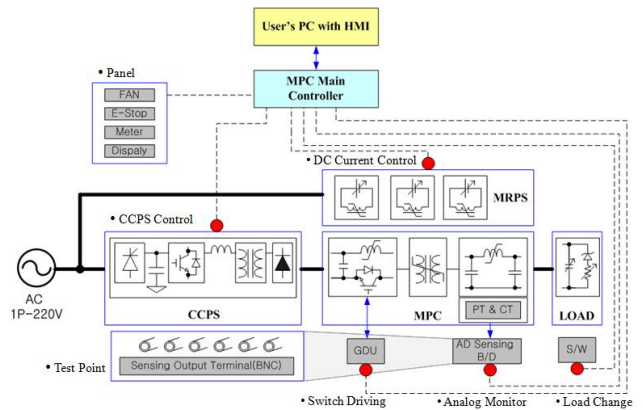 User's PC with HMI
• Panel
FAN
E-Stop
Meter
Dispaly
MPC Main
Controller
• DC Current Control
MRPS
• CCPS Control
AC
1P-220V
CCPS
MPC
PT & CT
LOAD
• Test Point
Sensing Output Terminal(BNC)
GDU
AD Sensing
B/D
S/W
• Switch Driving
• Analog Monitor
• Load Change